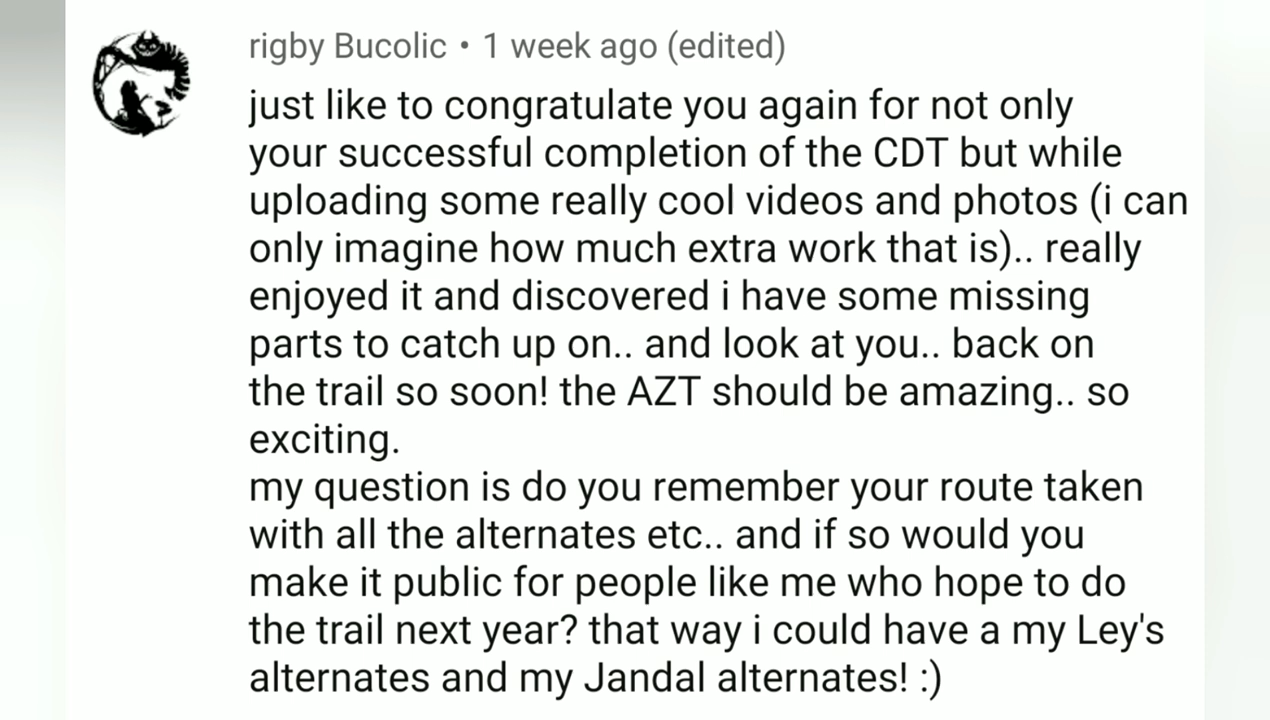 rigby Bucolic • 1 week ago (edited)
just like to congratulate you again for not only
your successful completion of the CDT but while
uploading some really cool videos and photos (i can
only imagine how much extra work that is).. really
enjoyed it and discovered i have some missing
parts to catch up on.. and look at you.. back on
the trail so soon! the AZT should be amazing.. so
exciting.
my question is do you remember your route taken
with all the alternates etc.. and if so would you
make it public for people like me who hope to do
the trail next year? that way i could have a my Ley's
alternates and my Jandal alternates! :)